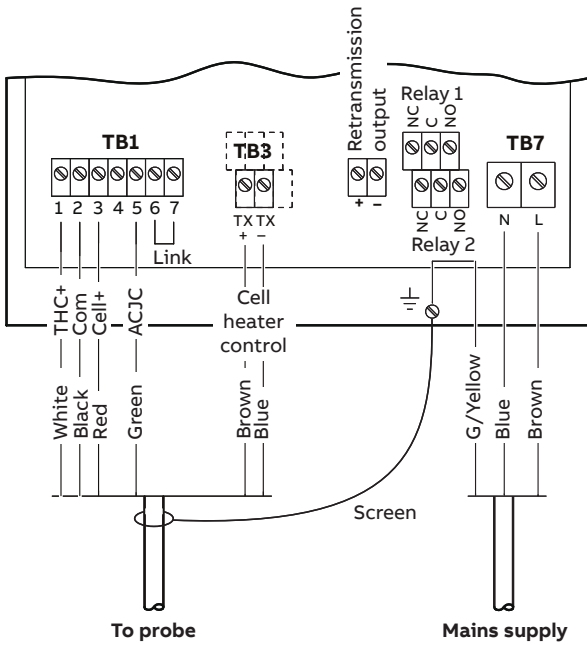 Retransmission
output
Relay 1
NC
C
NO
TB1
TB3
TB7
1 2 3 4 5 6 7
Link
TX TX
+ –
+ –
NC
C
NO
Relay 2
N L
THC+
Com
Cell+
ACJC
Cell
heater
control
White
Black
Red
Green
Brown
Blue
G/Yellow
Blue
Brown
Screen
To probe
Mains supply